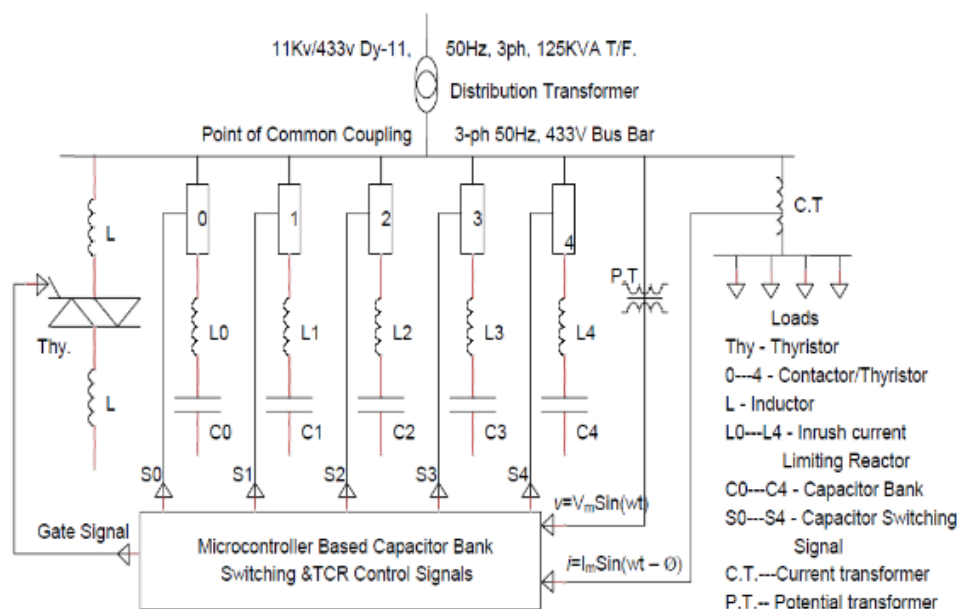 11Kv/433v Dy-11, 50Hz, 3ph, 125KVA T/F.
Distribution Transformer
Point of Common Coupling 3-ph 50Hz, 433V Bus Bar
0 1 2 3 4
C.T
L
P.T
Thy.
L0 L1 L2 L3 L4
L
C0 C1 C2 C3 C4
S0 S1 S2 S3 S4
Gate Signal
v=VmSin(wt)
i=ImSin(wt – Ø)
Microcontroller Based Capacitor Bank
Switching &TCR Control Signals
Loads
Thy - Thyristor
0---4 - Contactor/Thyristor
L - Inductor
L0---L4 - Inrush current
Limiting Reactor
C0---C4 - Capacitor Bank
S0---S4 - Capacitor Switching
Signal
C.T.---Current transformer
P.T.-- Potential transformer